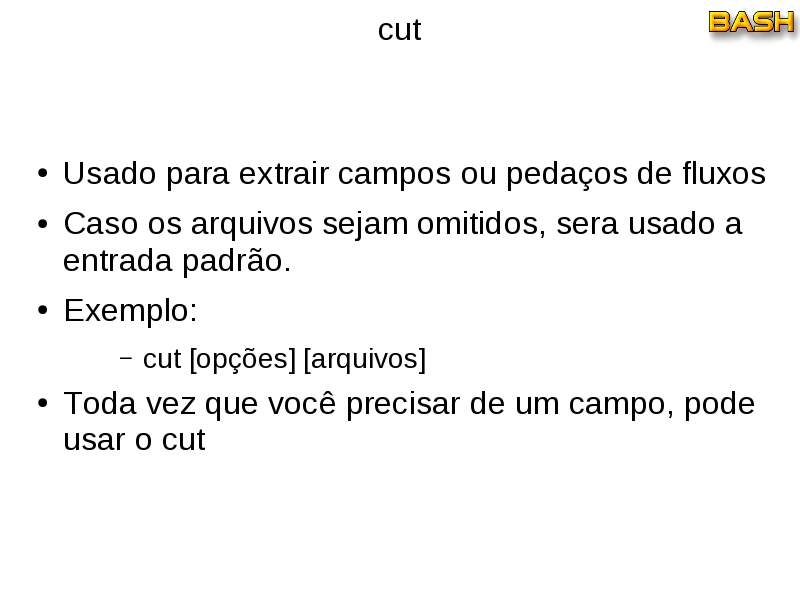 cut
BASH
• Usado para extrair campos ou pedaços de fluxos
• Caso os arquivos sejam omitidos, sera usado a
entrada padrão.
• Exemplo:
– cut [opções] [arquivos]
• Toda vez que você precisar de um campo, pode
usar o cut